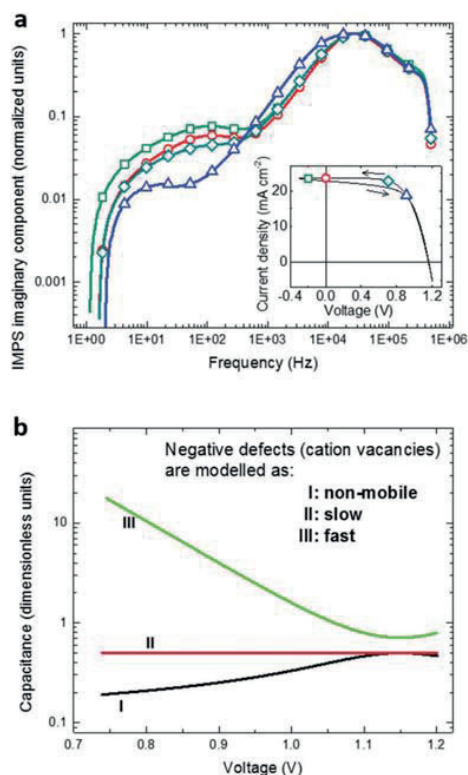 a
IMPS imaginary component (normalized units)
1
0.1
0.01
0.001
1E+00 1E+01 1E+02 1E+03 1E+04 1E+05 1E+06
Frequency (Hz)
Current density (mA cm⁻²)
20
10
0
-0.4 0.0 0.4 0.8 1.2
Voltage (V)
b
Capacitance (dimensionless units)
10
1
0.1
Negative defects (cation vacancies)
are modelled as:
I: non-mobile
II: slow
III: fast
III
II
I
0.7 0.8 0.9 1.0 1.1 1.2
Voltage (V)